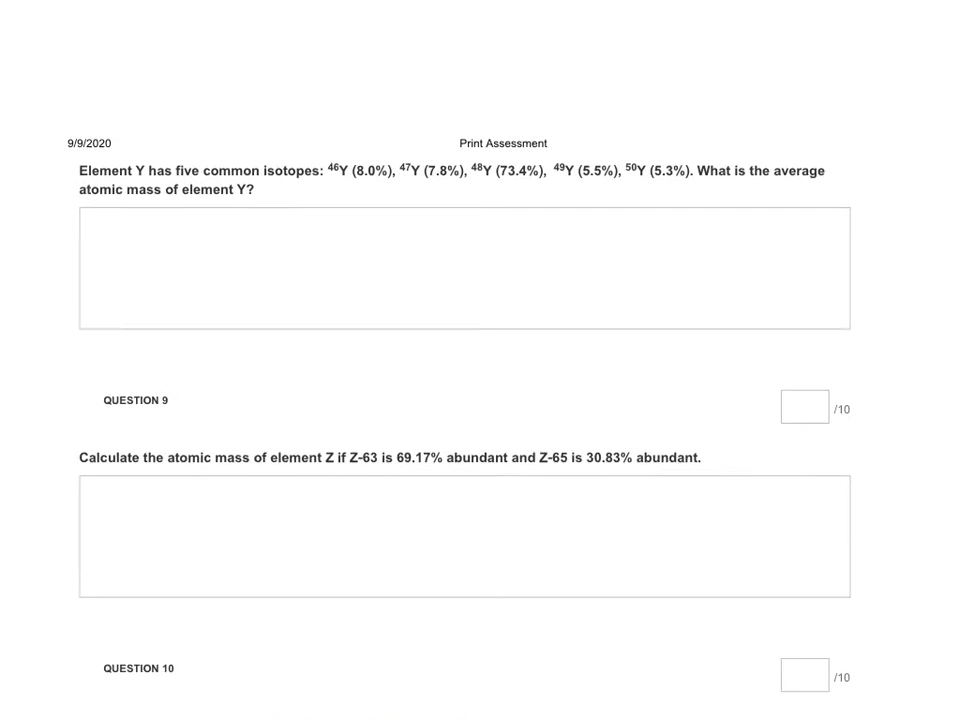 9/9/2020 Print Assessment
Element Y has five common isotopes: ⁴⁶Y (8.0%), ⁴⁷Y (7.8%), ⁴⁸Y (73.4%), ⁴⁹Y (5.5%), ⁵⁰Y (5.3%). What is the average
atomic mass of element Y?
QUESTION 9 /10
Calculate the atomic mass of element Z if Z-63 is 69.17% abundant and Z-65 is 30.83% abundant.
QUESTION 10 /10